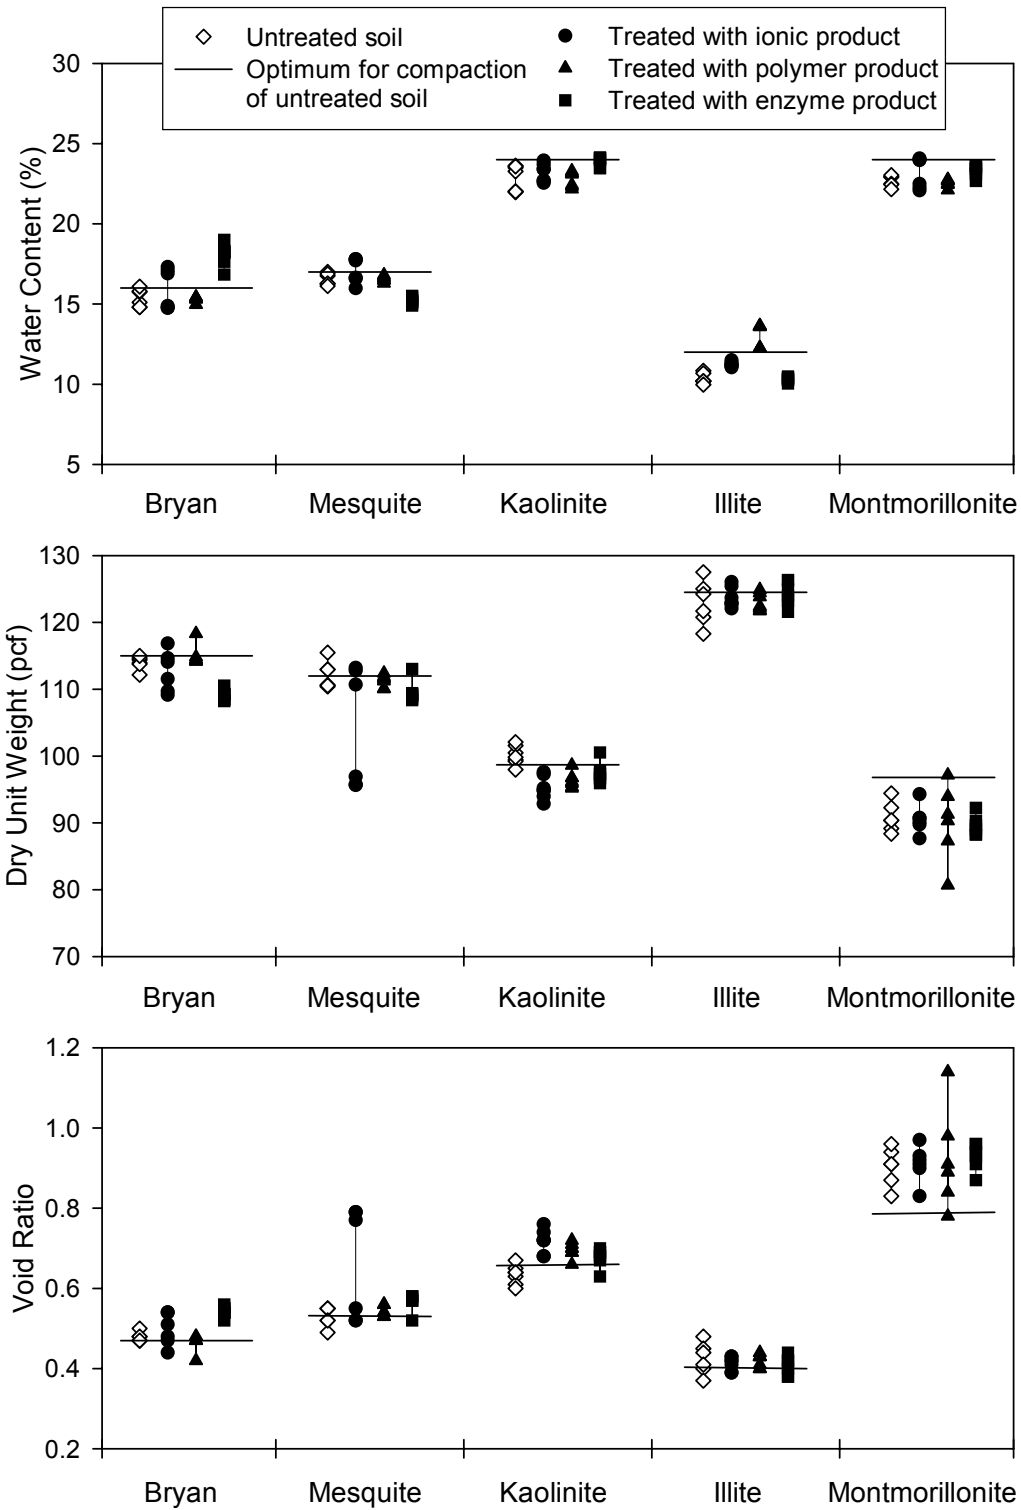 Untreated soil
Optimum for compaction
of untreated soil
Treated with ionic product
Treated with polymer product
Treated with enzyme product
Water Content (%)
30
25
20
15
10
5
Bryan Mesquite Kaolinite Illite Montmorillonite
Dry Unit Weight (pcf)
130
120
110
100
90
80
70
Bryan Mesquite Kaolinite Illite Montmorillonite
Void Ratio
1.2
1.0
0.8
0.6
0.4
0.2
Bryan Mesquite Kaolinite Illite Montmorillonite